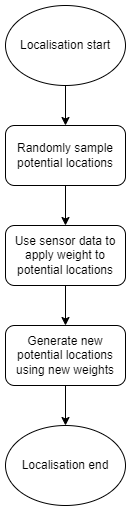 Localisation start
Randomly sample
potential locations
Use sensor data to
apply weight to
potential locations
Generate new
potential locations
using new weights
Localisation end